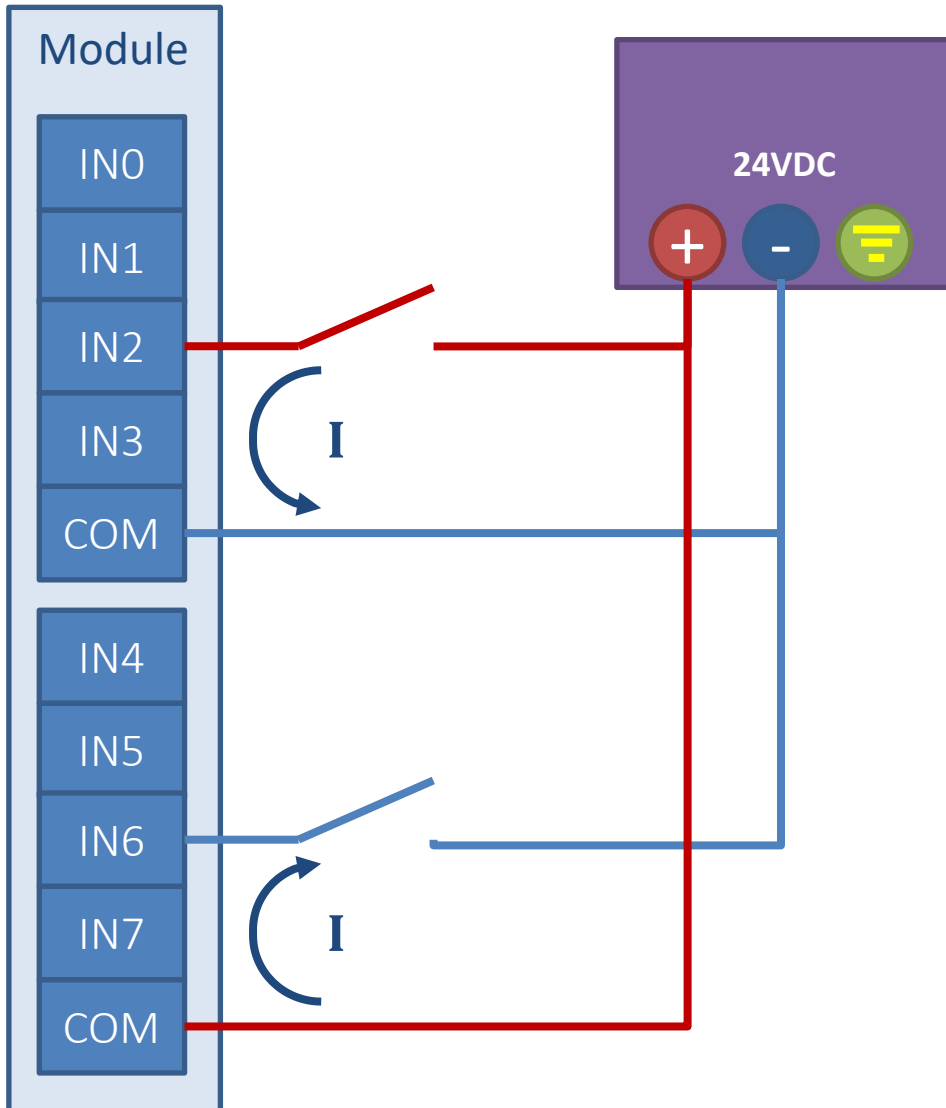 Module
24VDC
+
-
IN0
IN1
IN2
IN3
I
COM
IN4
IN5
IN6
IN7
I
COM